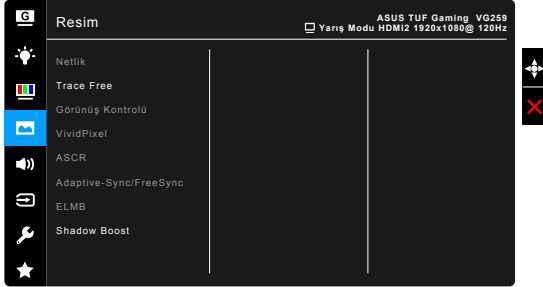 G
Resim
ASUS TUF Gaming VG259
Yarış Modu HDMI2 1920x1080@ 120Hz
Netlik
Trace Free
Görünüş Kontrolü
VividPixel
ASCR
Adaptive-Sync/FreeSync
ELMB
Shadow Boost